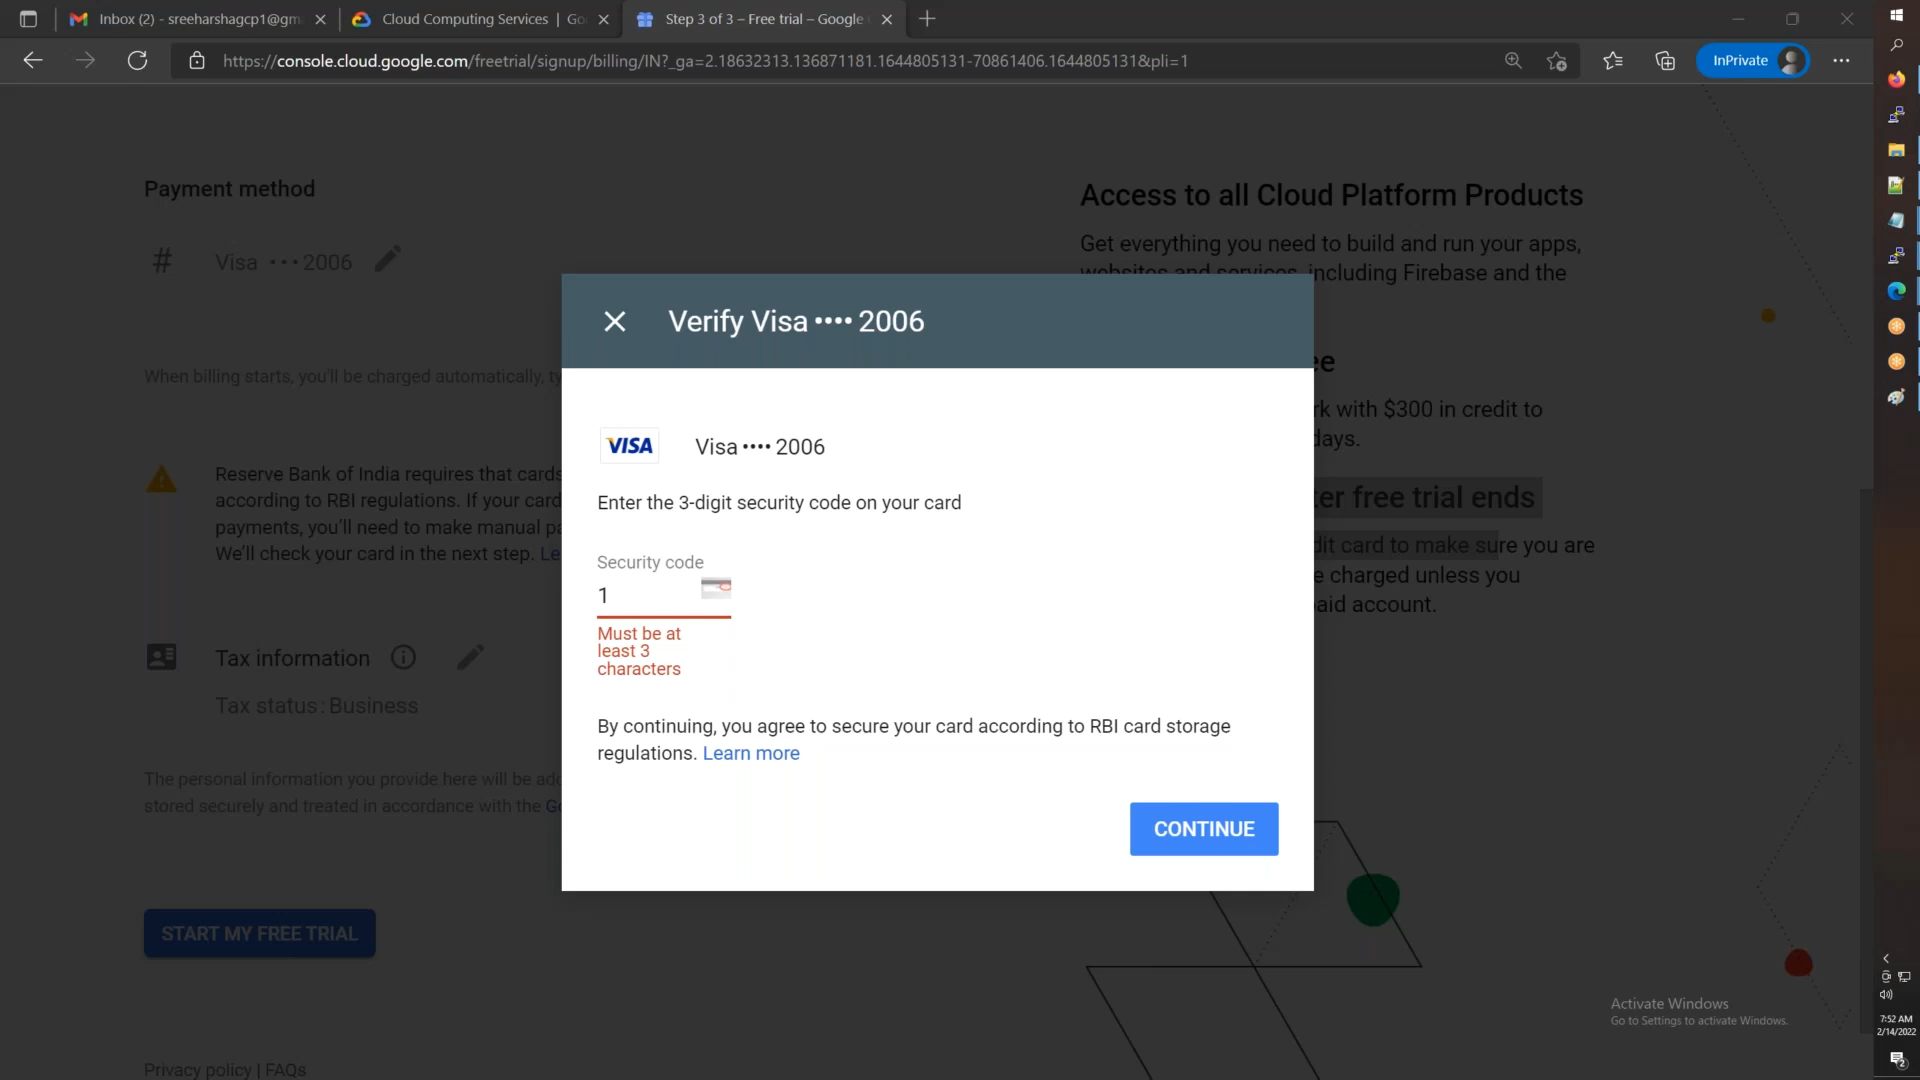 Inbox (2) - sreeharshagcp1@gm
Cloud Computing Services | Go
Step 3 of 3 – Free trial – Google
https://console.cloud.google.com/freetrial/signup/billing/IN?_ga=2.18632313.136871181.1644805131-70861406.1644805131&pli=1
InPrivate
Payment method
# Visa ••• 2006
When billing starts, you'll be charged automatically, ty
Reserve Bank of India requires that cards
according to RBI regulations. If your card
payments, you'll need to make manual pa
We'll check your card in the next step. Le
Tax information
Tax status: Business
The personal information you provide here will be add
stored securely and treated in accordance with the Go
START MY FREE TRIAL
Privacy policy | FAQs
Verify Visa •••• 2006
VISA
Visa •••• 2006
Enter the 3-digit security code on your card
Security code
1
Must be at
least 3
characters
By continuing, you agree to secure your card according to RBI card storage
regulations. Learn more
CONTINUE
Access to all Cloud Platform Products
Get everything you need to build and run your apps,
websites and services, including Firebase and the
ee
rk with $300 in credit to
days.
ter free trial ends
dit card to make sure you are
e charged unless you
aid account.
Activate Windows
Go to Settings to activate Windows.
7:52 AM
2/14/2022
2